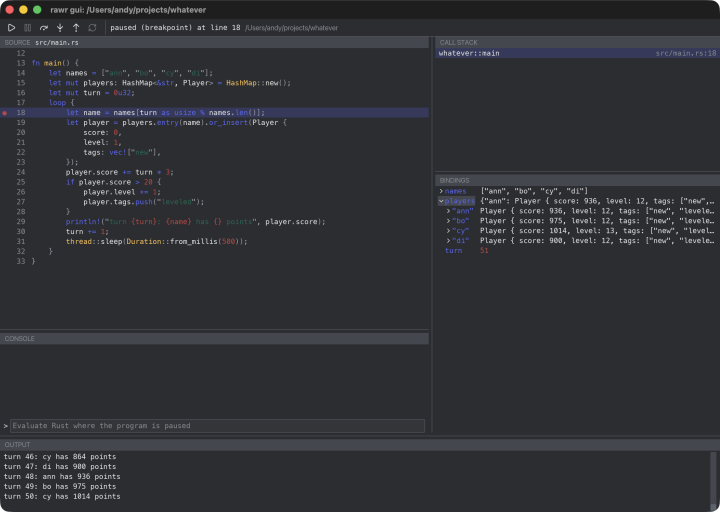 rawr gui: /Users/andy/projects/whatever
paused (breakpoint) at line 18 /Users/andy/projects/whatever
SOURCE src/main.rs
12
13 fn main() {
14     let names = ["ann", "bo", "cy", "di"];
15     let mut players: HashMap<&str, Player> = HashMap::new();
16     let mut turn = 0u32;
17     loop {
18         let name = names[turn as usize % names.len()];
19         let player = players.entry(name).or_insert(Player {
20             score: 0,
21             level: 1,
22             tags: vec!["new"],
23         });
24         player.score += turn * 3;
25         if player.score > 20 {
26             player.level += 1;
27             player.tags.push("leveled");
28         }
29         println!("turn {turn}: {name} has {} points", player.score);
30         turn += 1;
31         thread::sleep(Duration::from_millis(500));
32     }
33 }
CALL STACK
whatever::main src/main.rs:18
BINDINGS
names ["ann", "bo", "cy", "di"]
players {"ann": Player { score: 936, level: 12, tags: ["new",…
"ann" Player { score: 936, level: 12, tags: ["new", "levele…
"bo" Player { score: 975, level: 12, tags: ["new", "levele…
"cy" Player { score: 1014, level: 13, tags: ["new", "level…
"di" Player { score: 900, level: 12, tags: ["new", "levele…
turn 51
CONSOLE
> Evaluate Rust where the program is paused
OUTPUT
turn 46: cy has 864 points
turn 47: di has 900 points
turn 48: ann has 936 points
turn 49: bo has 975 points
turn 50: cy has 1014 points